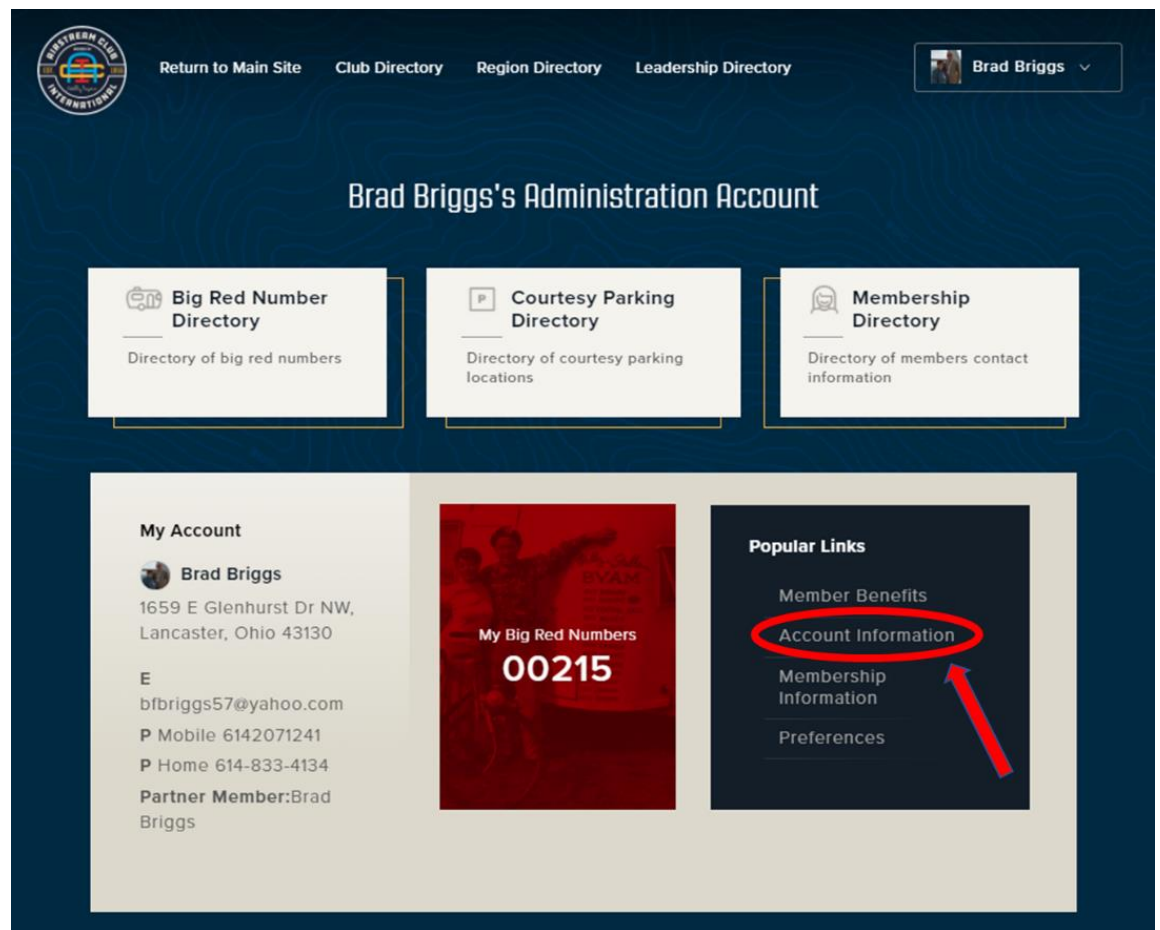 AIRSTREAM CLUB
INTERNATIONAL
Return to Main Site
Club Directory
Region Directory
Leadership Directory
Brad Briggs
Brad Briggs's Administration Account
Big Red Number
Directory
Directory of big red numbers
P
Courtesy Parking
Directory
Directory of courtesy parking
locations
Membership
Directory
Directory of members contact
information
My Account
Brad Briggs
1659 E Glenhurst Dr NW,
Lancaster, Ohio 43130
E
bfbriggs57@yahoo.com
P Mobile 6142071241
P Home 614-833-4134
Partner Member:Brad
Briggs
BVAM
My Big Red Numbers
00215
Popular Links
Member Benefits
Account Information
Membership
Information
Preferences